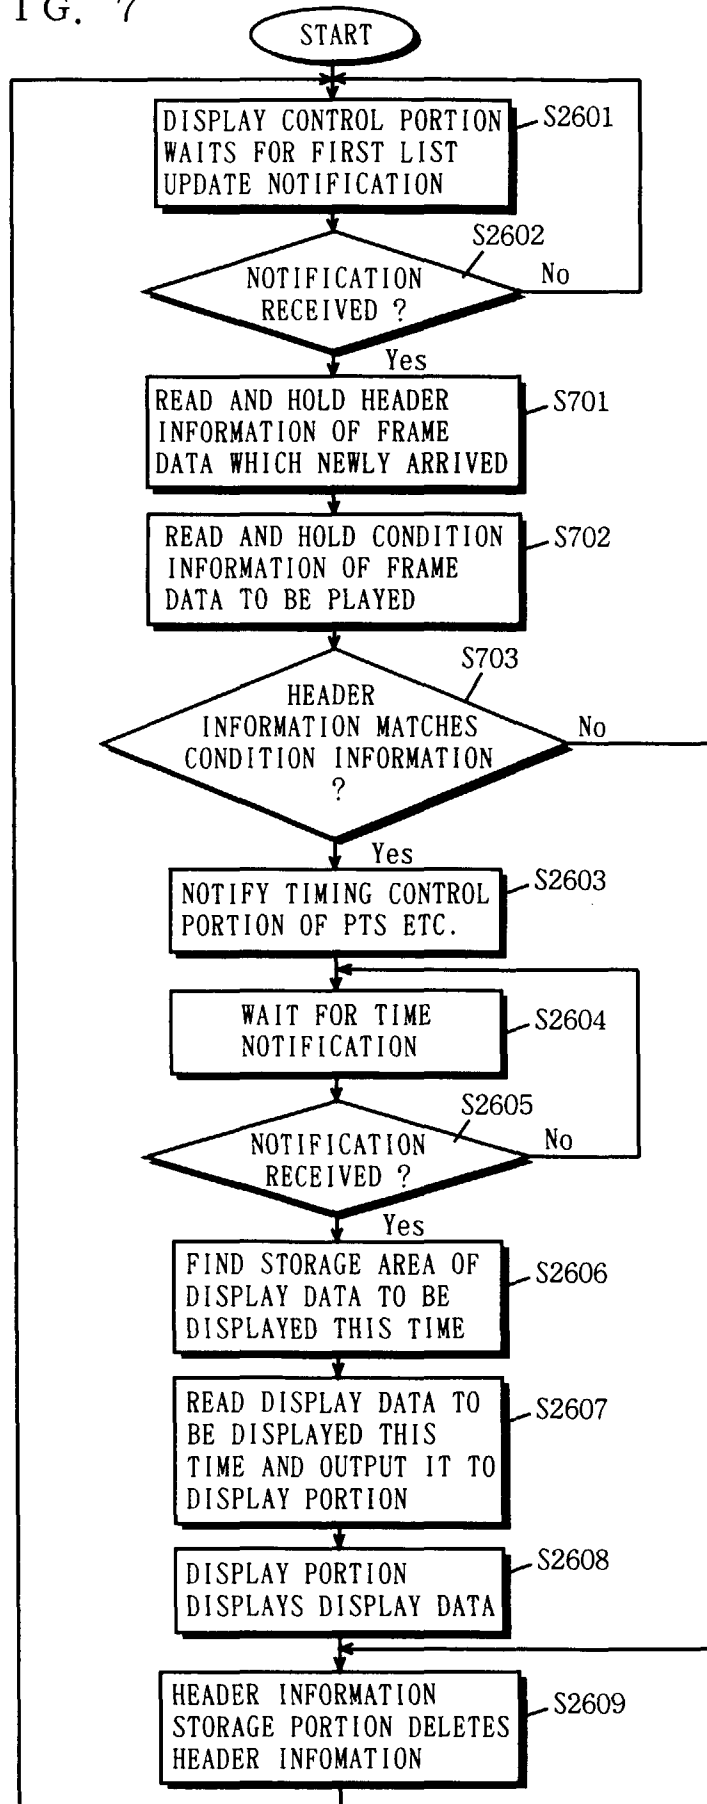 IG. 7
START
DISPLAY CONTROL PORTION
WAITS FOR FIRST LIST
UPDATE NOTIFICATION
S2601
S2602
NOTIFICATION
RECEIVED ?
No
Yes
READ AND HOLD HEADER
INFORMATION OF FRAME
DATA WHICH NEWLY ARRIVED
S701
READ AND HOLD CONDITION
INFORMATION OF FRAME
DATA TO BE PLAYED
S702
S703
HEADER
INFORMATION MATCHES
CONDITION INFORMATION
?
No
Yes
NOTIFY TIMING CONTROL
PORTION OF PTS ETC.
S2603
WAIT FOR TIME
NOTIFICATION
S2604
S2605
NOTIFICATION
RECEIVED ?
No
Yes
FIND STORAGE AREA OF
DISPLAY DATA TO BE
DISPLAYED THIS TIME
S2606
READ DISPLAY DATA TO
BE DISPLAYED THIS
TIME AND OUTPUT IT TO
DISPLAY PORTION
S2607
DISPLAY PORTION
DISPLAYS DISPLAY DATA
S2608
HEADER INFORMATION
STORAGE PORTION DELETES
HEADER INFOMATION
S2609